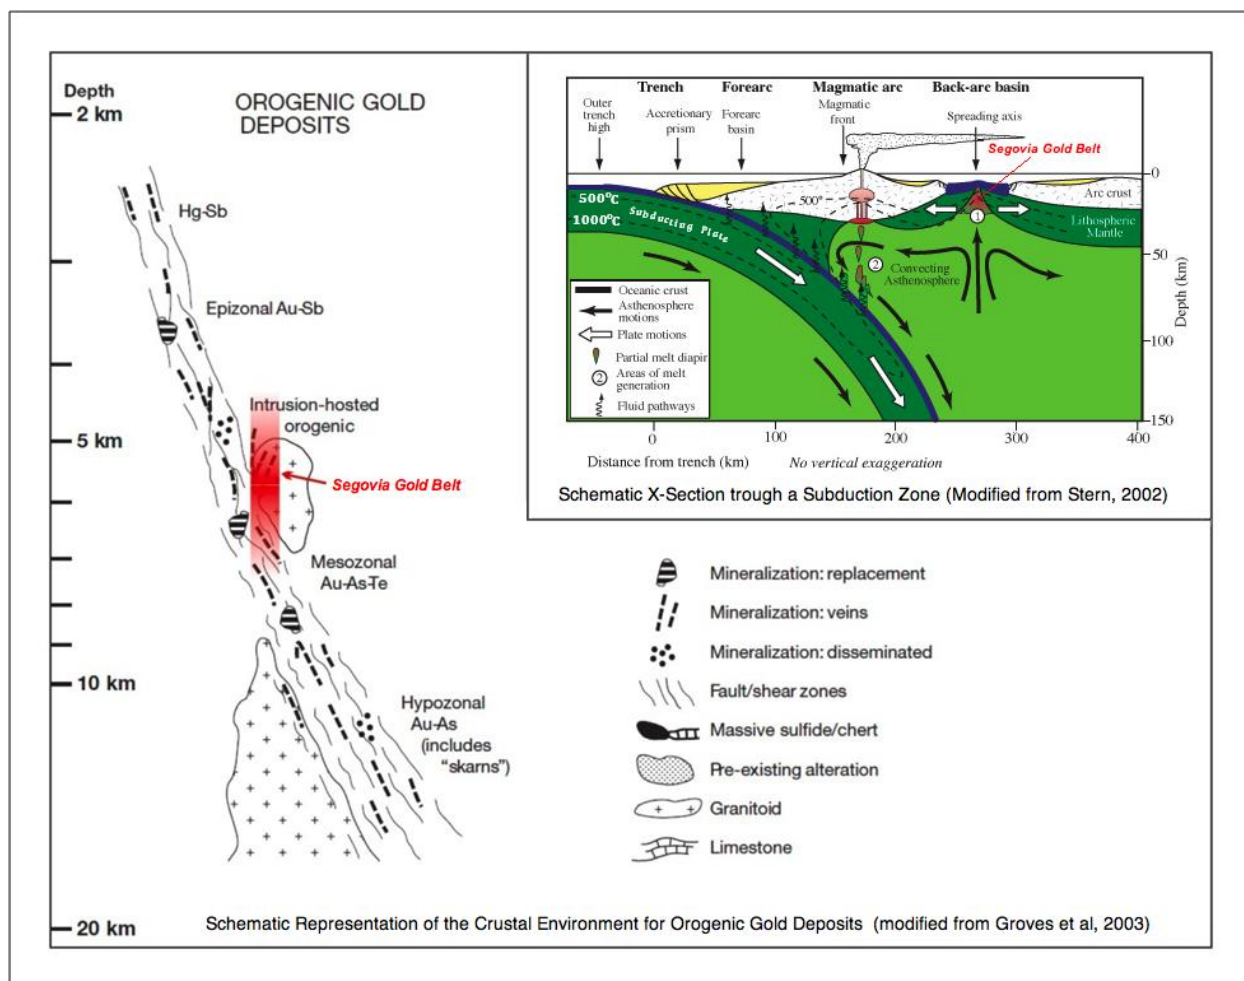 Depth
2 km
OROGENIC GOLD
DEPOSITS
Hg-Sb
Epizonal Au-Sb
Intrusion-hosted
orogenic
5 km
Segovia Gold Belt
Mesozonal
Au-As-Te
10 km
Hypozonal
Au-As
(includes
"skarns")
20 km
Trench
Forearc
Magmatic arc
Back-arc basin
Outer
trench
high
Accretionary
prism
Forearc
basin
Magmatic
front
Spreading axis
Segovia Gold Belt
0
Arc crust
500°C
1000°C
Subducting Plate
500°
Lithospheric
Mantle
1
2
Convecting
Asthenosphere
50
100
150
Depth (km)
Oceanic crust
Asthenosphere
motions
Plate motions
Partial melt diapir
2
Areas of melt
generation
Fluid pathways
0
100
200
300
400
Distance from trench (km)
No vertical exaggeration
Schematic X-Section trough a Subduction Zone (Modified from Stern, 2002)
Mineralization: replacement
Mineralization: veins
Mineralization: disseminated
Fault/shear zones
Massive sulfide/chert
Pre-existing alteration
Granitoid
Limestone
Schematic Representation of the Crustal Environment for Orogenic Gold Deposits (modified from Groves et al, 2003)